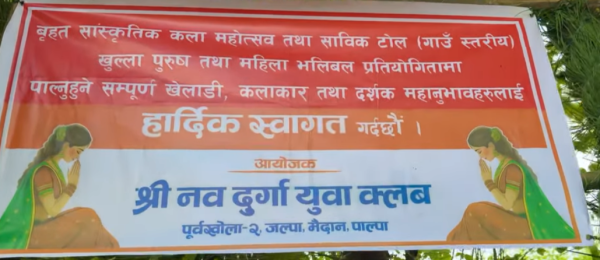 बृहत सांस्कृतिक कला महोत्सव तथा साविक टोल (गाउँ स्तरीय)
खुल्ला पुरुष तथा महिला भलिबल प्रतियोगितामा
पाल्नुहुने सम्पूर्ण खेलाडी, कलाकार तथा दर्शक महानुभावहरुलाई
हार्दिक स्वागत गर्दछौं ।
आयोजक
श्री नव दुर्गा युवा क्लब
पूर्वखोला-२, जल्पा, मैदान, पाल्पा